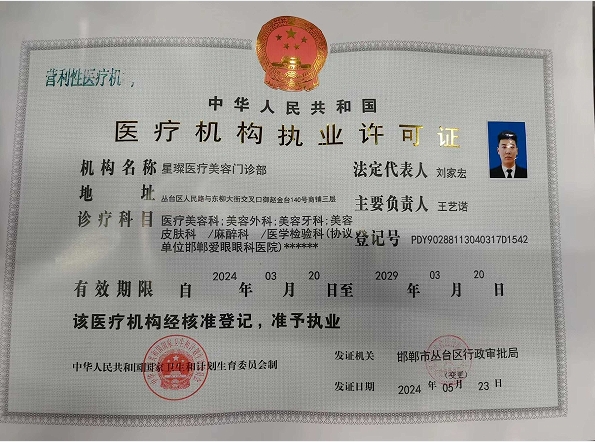 营利性医疗机
中华人民共和国
医疗机构执业许可证
机构名称 星璨医疗美容门诊部 法定代表人 刘家宏
地 址 丛台区人民路与东柳大街交叉口御赵金台140号商铺三层 主要负责人 王艺诺
诊疗科目 医疗美容科;美容外科;美容牙科;美容
皮肤科 /麻醉科 /医学检验科(协议
单位邯郸爱眼眼科医院)****** 登记号 PDY90288113040317D1542
有效期限 自 2024 年 03 月 20 日至 2029 年 03 月 20 日
该医疗机构经核准登记，准予执业
中华人民共和国国家卫生和计划生育委员会制
发证机关 邯郸市丛台区行政审批局
(变更)
发证日期 2024 年 05 月 23 日